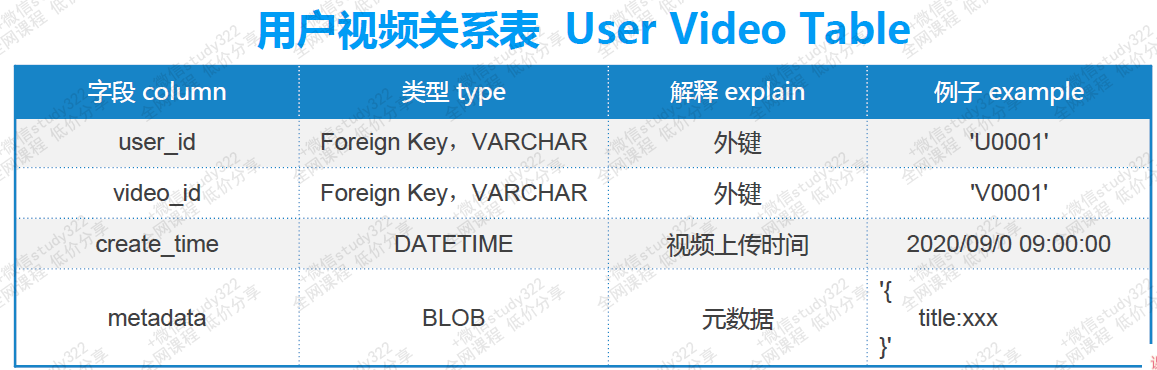 用户视频关系表 User Video Table
字段 column 类型 type 解释 explain 例子 example
user_id Foreign Key，VARCHAR 外键 'U0001'
video_id Foreign Key，VARCHAR 外键 'V0001'
create_time DATETIME 视频上传时间 2020/09/0 09:00:00
metadata BLOB 元数据 '{
title:xxx
}'
+微信study322
全网课程 低价分享